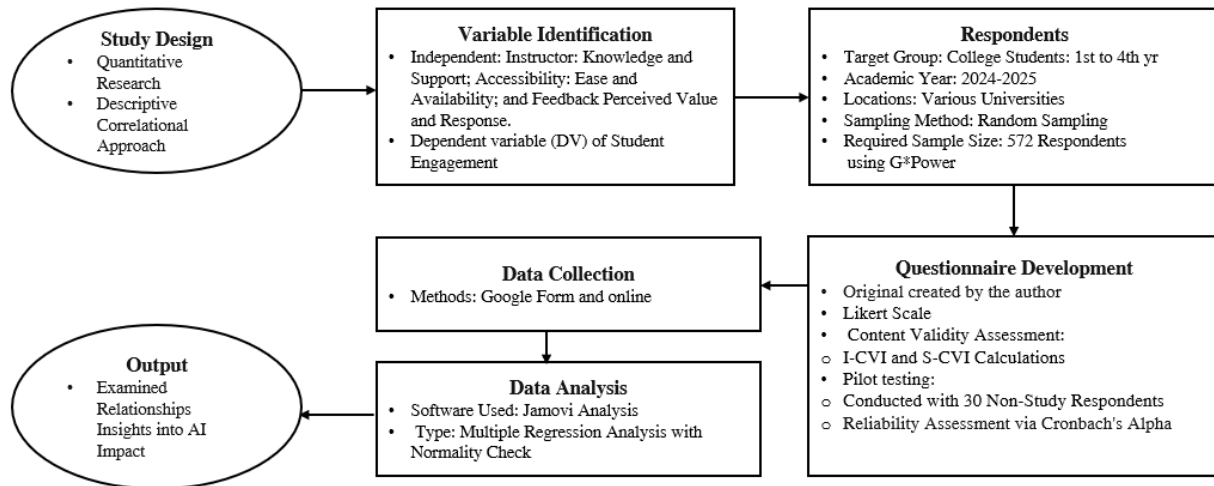 Study Design
• Quantitative
Research
• Descriptive
Correlational
Approach
Variable Identification
• Independent: Instructor: Knowledge and
Support; Accessibility: Ease and
Availability; and Feedback Perceived Value
and Response.
• Dependent variable (DV) of Student
Engagement
Respondents
• Target Group: College Students: 1st to 4th yr
• Academic Year: 2024-2025
• Locations: Various Universities
• Sampling Method: Random Sampling
• Required Sample Size: 572 Respondents
using G*Power
Questionnaire Development
• Original created by the author
• Likert Scale
• Content Validity Assessment:
o I-CVI and S-CVI Calculations
• Pilot testing:
o Conducted with 30 Non-Study Respondents
o Reliability Assessment via Cronbach's Alpha
Data Collection
• Methods: Google Form and online
Data Analysis
• Software Used: Jamovi Analysis
• Type: Multiple Regression Analysis with
Normality Check
Output
• Examined
Relationships
Insights into AI
Impact